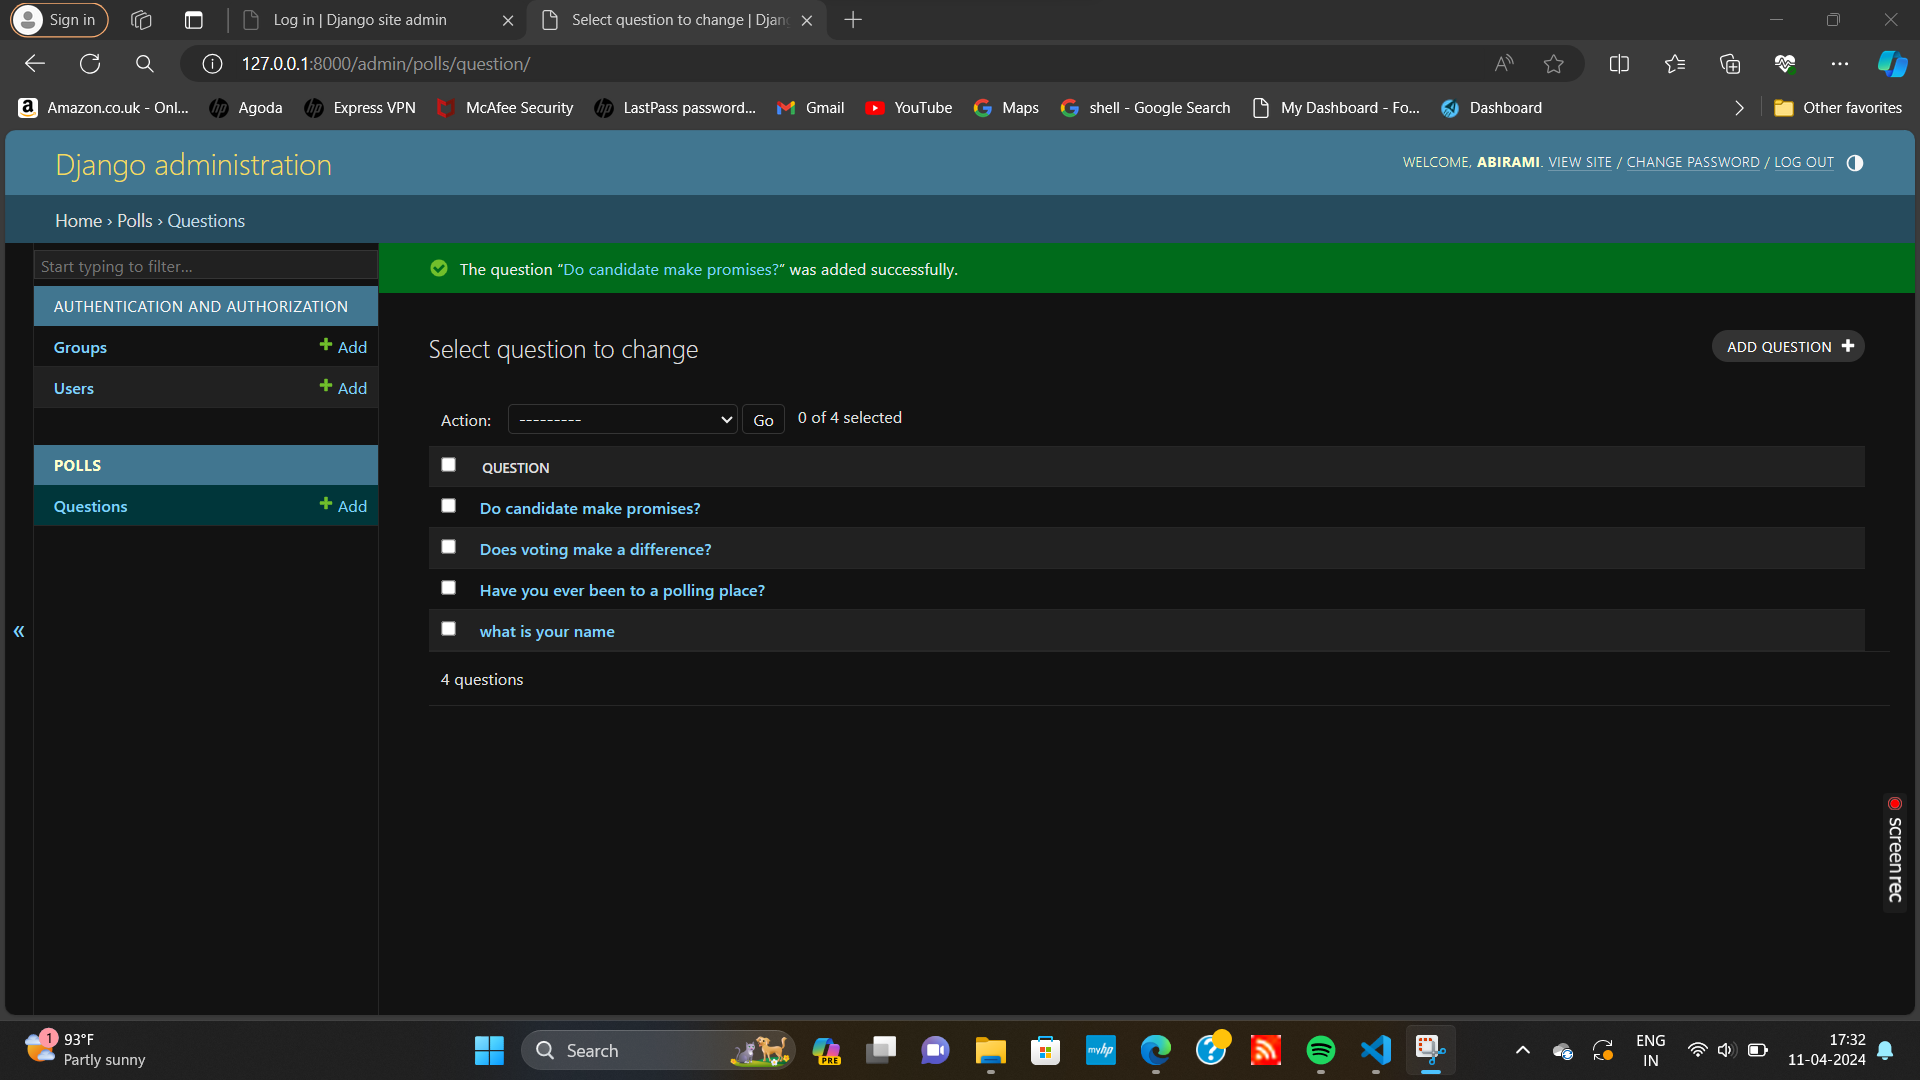 Sign in
Log in | Django site admin
Select question to change | Djan
127.0.0.1:8000/admin/polls/question/
Amazon.co.uk - Onl...
Agoda
Express VPN
McAfee Security
LastPass password...
Gmail
YouTube
Maps
shell - Google Search
My Dashboard - Fo...
Dashboard
Other favorites
Django administration
WELCOME, ABIRAMI. VIEW SITE / CHANGE PASSWORD / LOG OUT
Home › Polls › Questions
Start typing to filter...
AUTHENTICATION AND AUTHORIZATION
Groups + Add
Users + Add
POLLS
Questions + Add
«
The question “Do candidate make promises?” was added successfully.
Select question to change
ADD QUESTION +
Action: --------- Go 0 of 4 selected
QUESTION
Do candidate make promises?
Does voting make a difference?
Have you ever been to a polling place?
what is your name
4 questions
screenrec
1
93°F
Partly sunny
Search
PRE
myhp
ENG
IN
17:32
11-04-2024